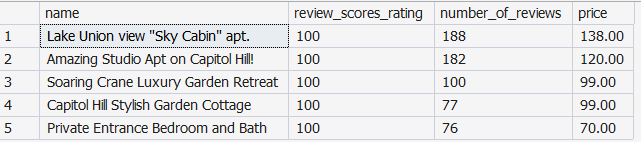 name review_scores_rating number_of_reviews price
1 Lake Union view "Sky Cabin" apt. 100 188 138.00
2 Amazing Studio Apt on Capitol Hill! 100 182 120.00
3 Soaring Crane Luxury Garden Retreat 100 100 99.00
4 Capitol Hill Stylish Garden Cottage 100 77 99.00
5 Private Entrance Bedroom and Bath 100 76 70.00